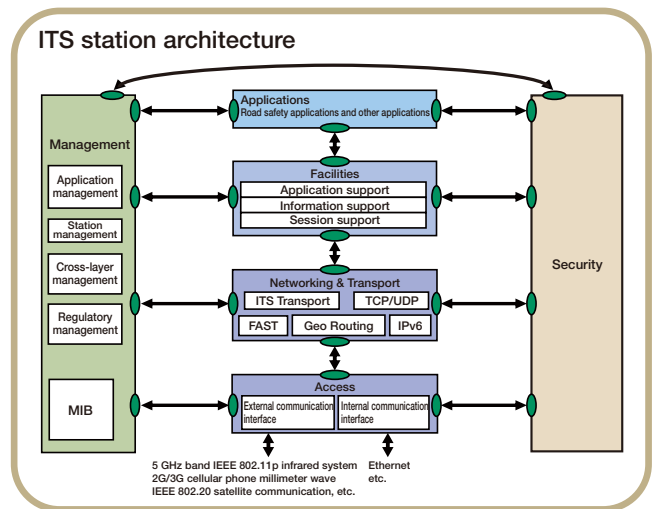 ITS station architecture
Management
Application
management
Station
management
Cross-layer
management
Regulatory
management
MIB
Applications
Road safety applications and other applications
Facilities
Application support
Information support
Session support
Networking & Transport
ITS Transport
TCP/UDP
FAST
Geo Routing
IPv6
Access
External communication
interface
Internal communication
interface
5 GHz band IEEE 802.11p infrared system
2G/3G cellular phone millimeter wave
IEEE 802.20 satellite communication, etc.
Ethernet
etc.
Security